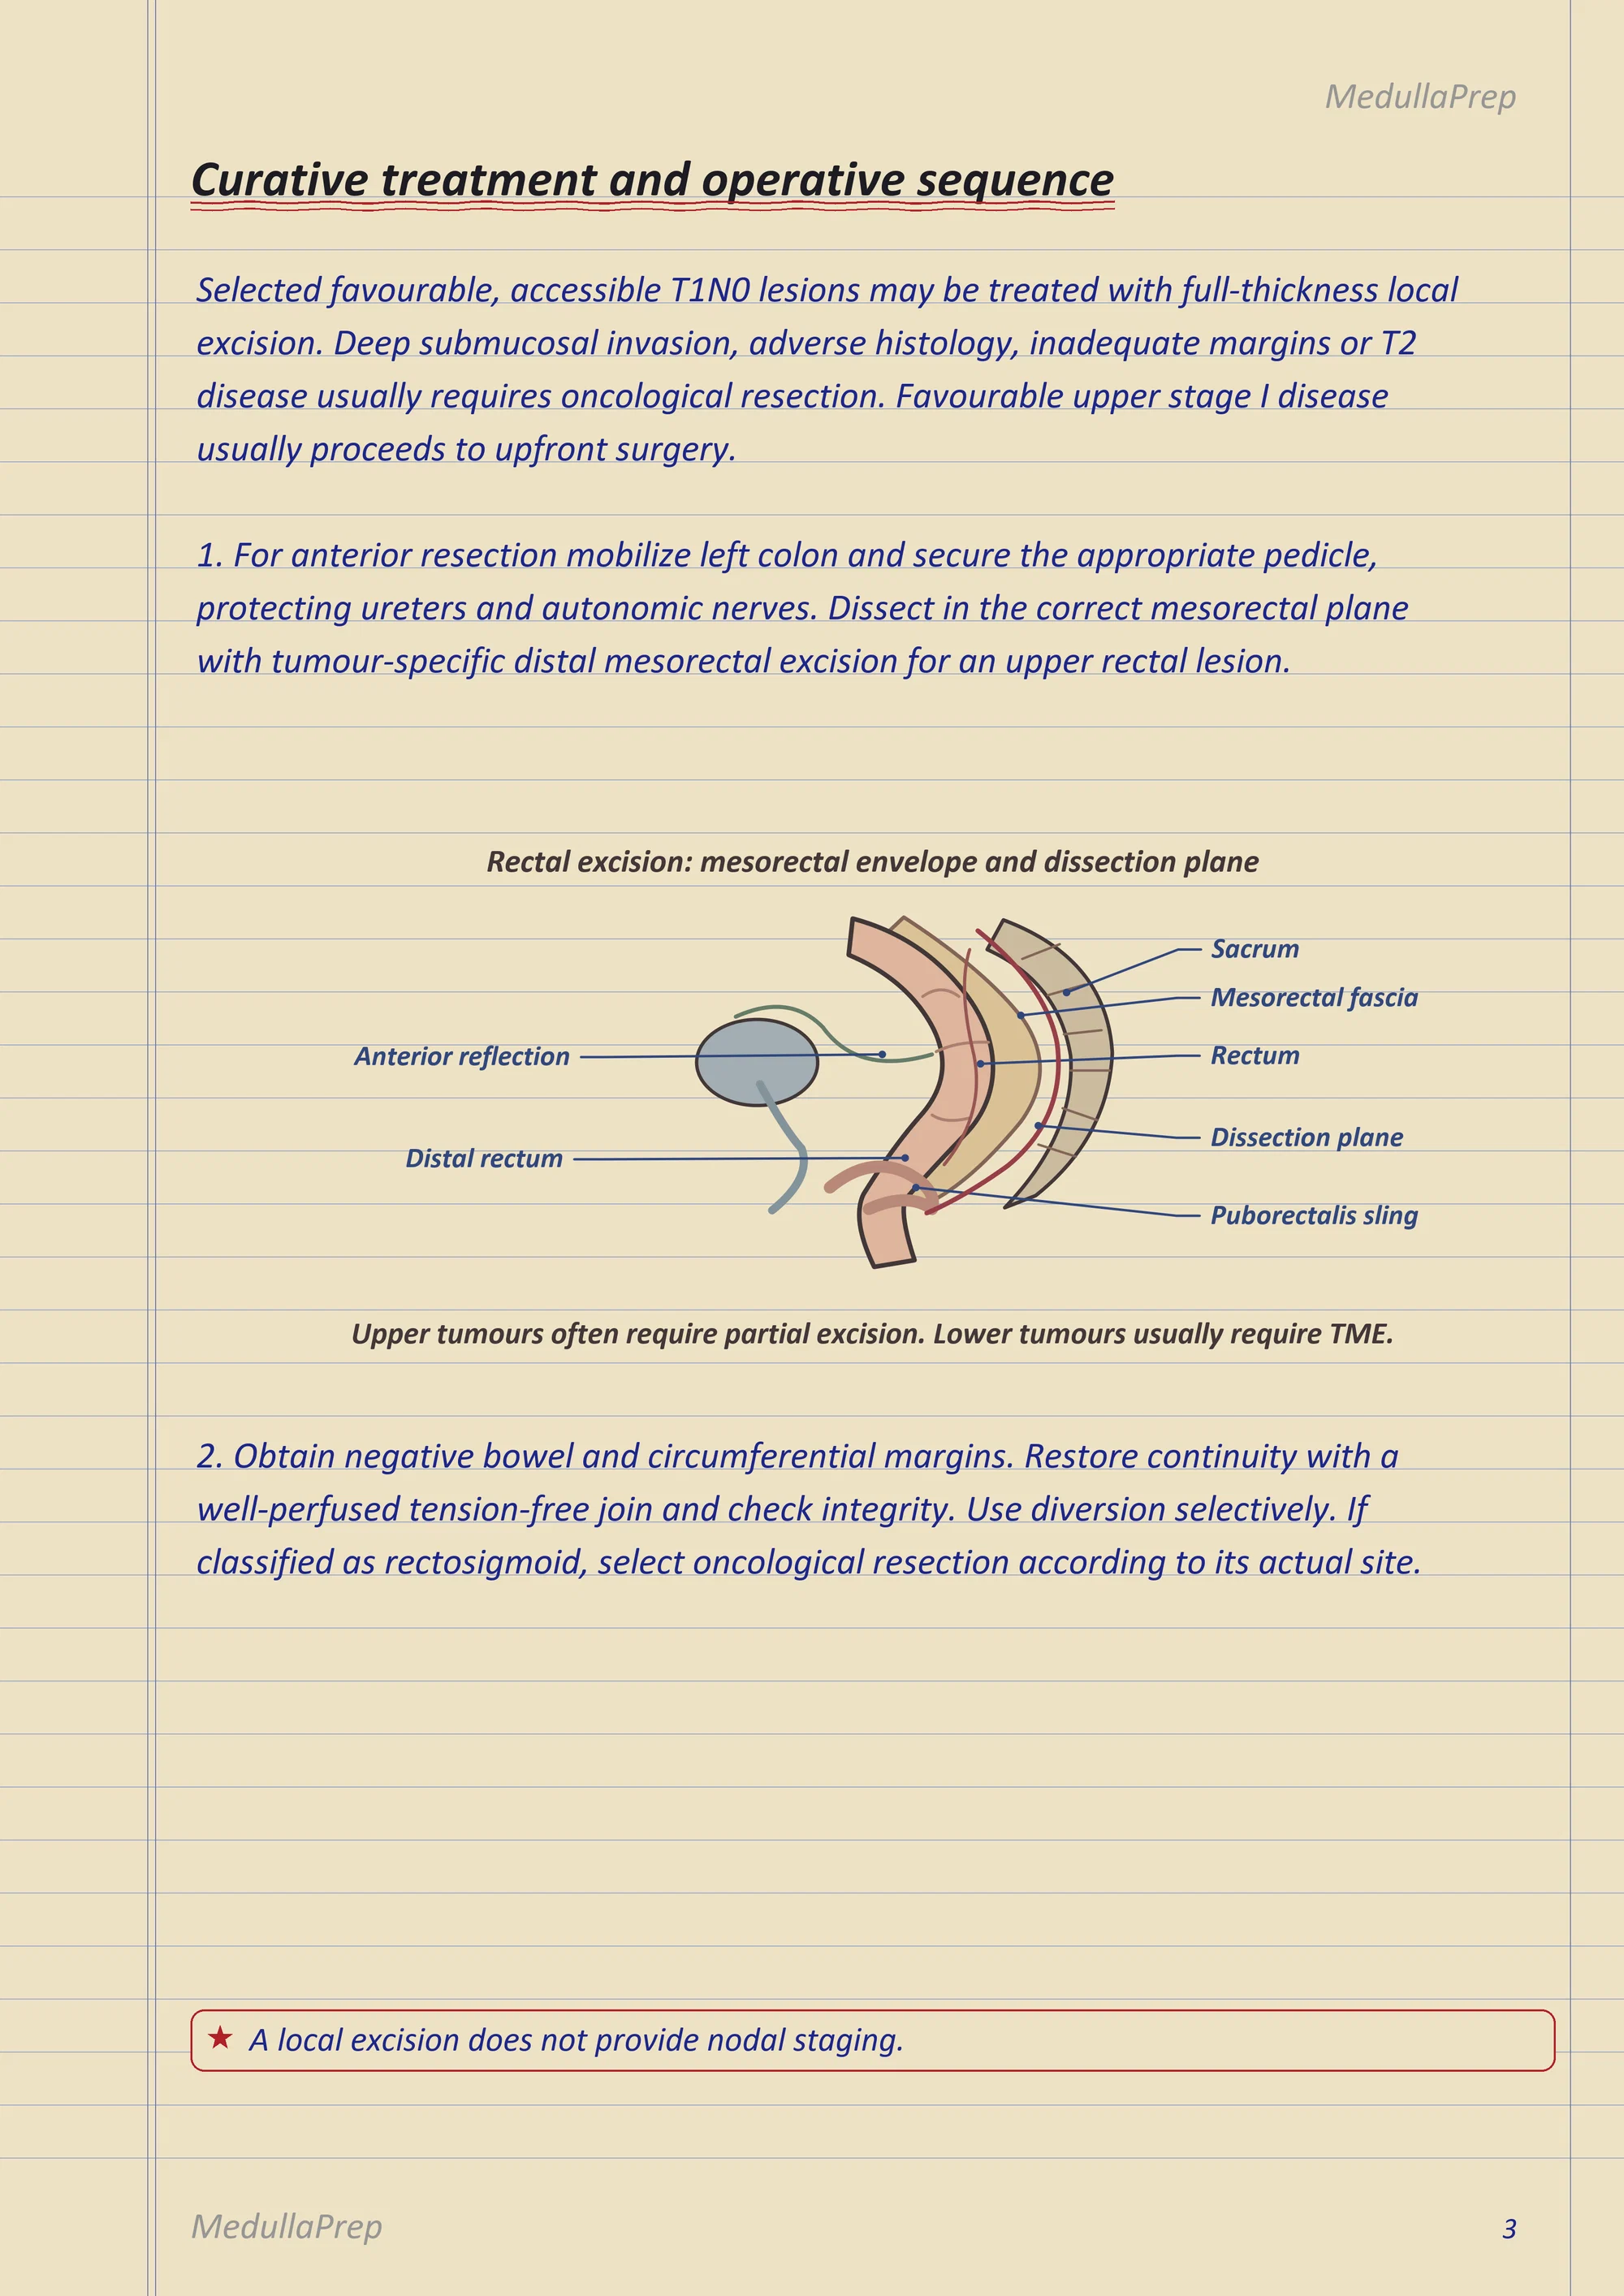 MedullaPrep
Curative treatment and operative sequence
Selected favourable, accessible T1N0 lesions may be treated with full-thickness local
excision. Deep submucosal invasion, adverse histology, inadequate margins or T2
disease usually requires oncological resection. Favourable upper stage I disease
usually proceeds to upfront surgery.
1. For anterior resection mobilize left colon and secure the appropriate pedicle,
protecting ureters and autonomic nerves. Dissect in the correct mesorectal plane
with tumour-specific distal mesorectal excision for an upper rectal lesion.
Rectal excision: mesorectal envelope and dissection plane
Sacrum
Mesorectal fascia
Anterior reflection
Rectum
Dissection plane
Distal rectum
Puborectalis sling
Upper tumours often require partial excision. Lower tumours usually require TME.
2. Obtain negative bowel and circumferential margins. Restore continuity with a
well-perfused tension-free join and check integrity. Use diversion selectively. If
classified as rectosigmoid, select oncological resection according to its actual site.
★ A local excision does not provide nodal staging.
MedullaPrep
3